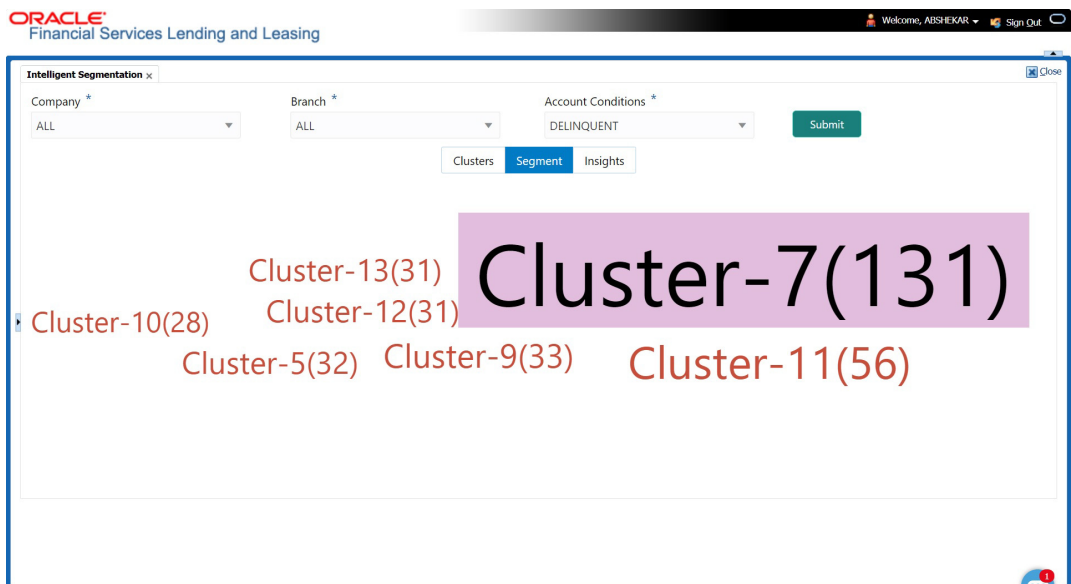 ORACLE
Financial Services Lending and Leasing
Welcome, ABSHEKAR
Sign Out
Intelligent Segmentation ×
Close
Company *
Branch *
Account Conditions *
ALL
ALL
DELINQUENT
Submit
Clusters
Segment
Insights
Cluster-7(131)
Cluster-13(31)
Cluster-12(31)
Cluster-10(28)
Cluster-5(32)
Cluster-9(33)
Cluster-11(56)
1